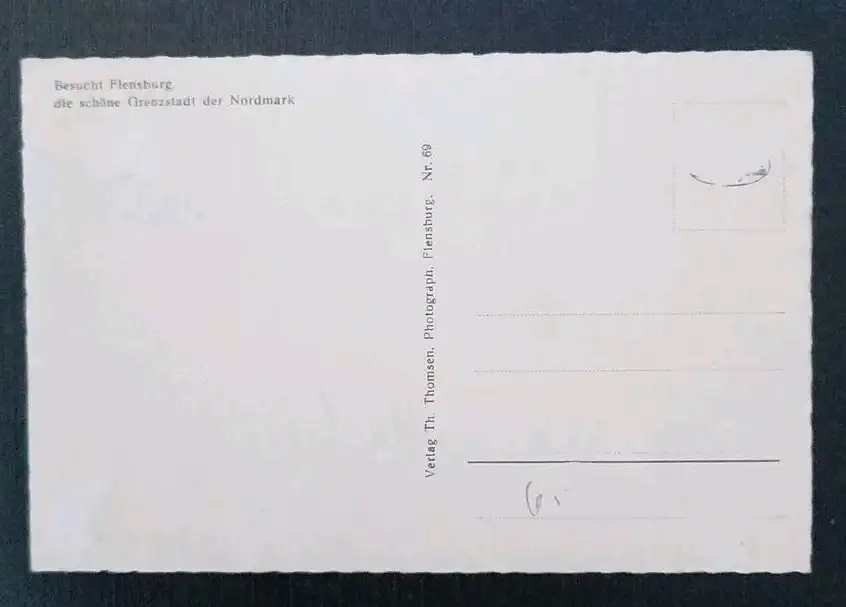 Besucht Flensburg
die schöne Grenzstadt der Nordmark
Verlag Th. Thomsen, Photograph, Flensburg. Nr. 69